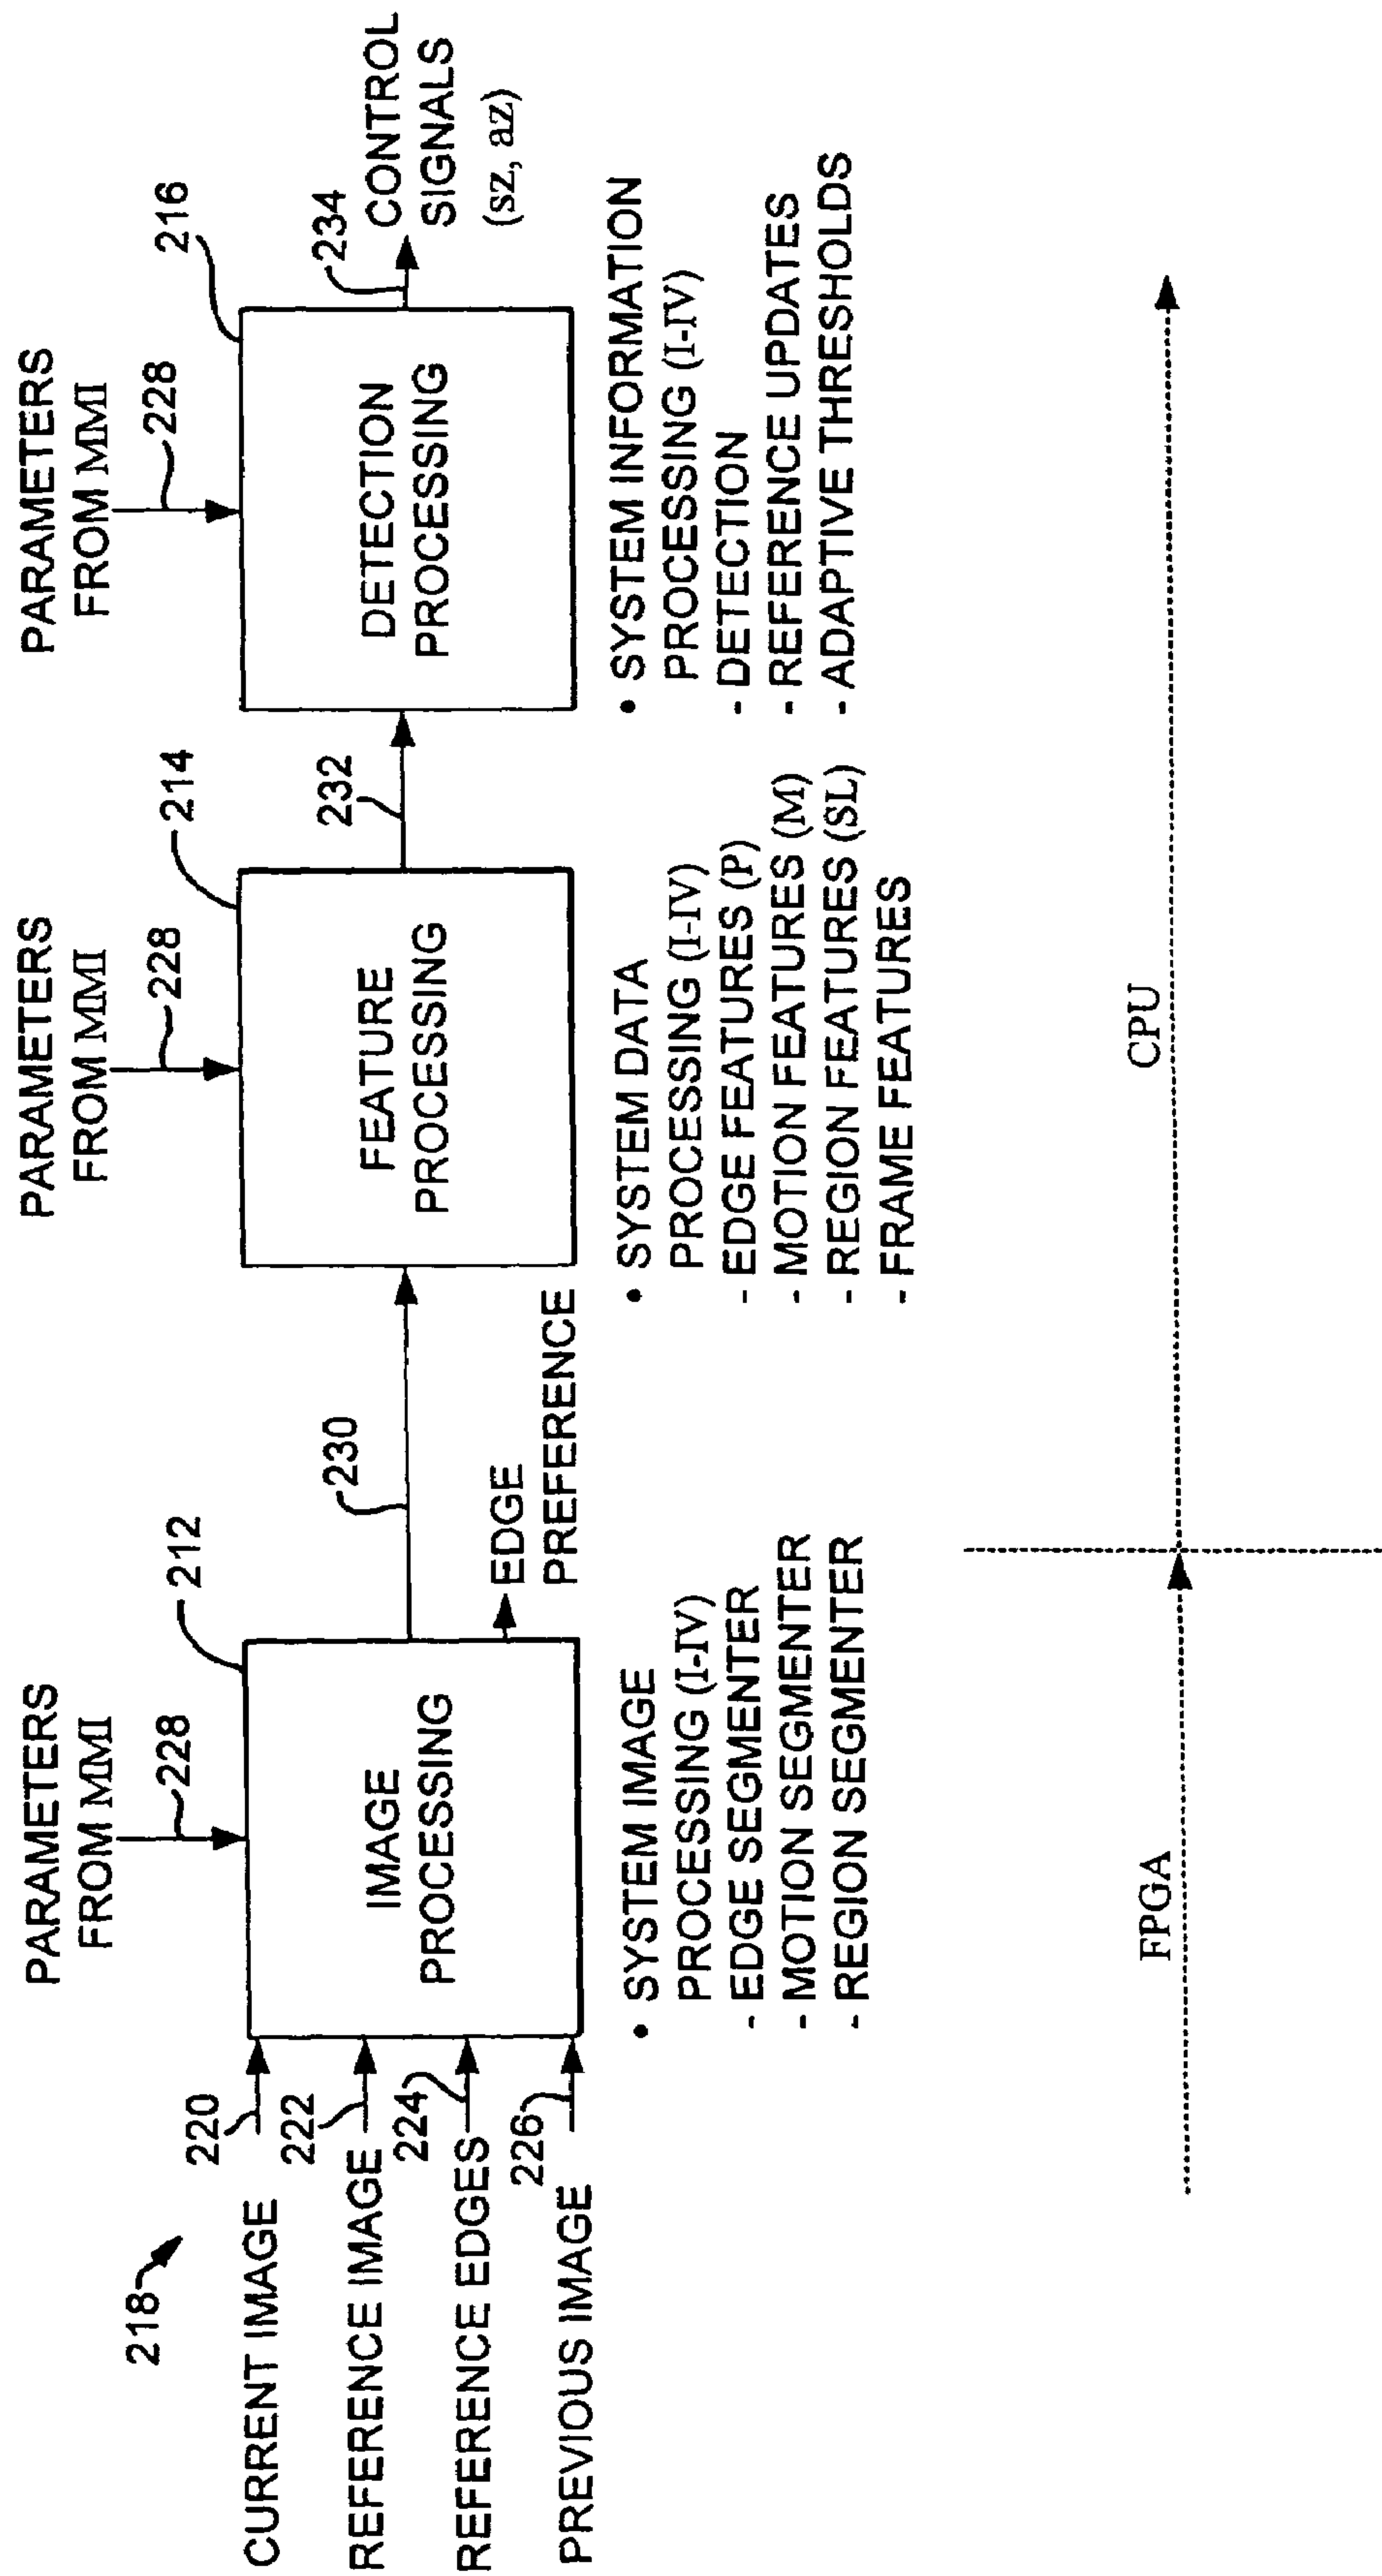 218
CURRENT IMAGE
220
REFERENCE IMAGE
222
REFERENCE EDGES
224
PREVIOUS IMAGE
226
PARAMETERS
FROM MMI
228
212
IMAGE
PROCESSING
230
EDGE
PREFERENCE
• SYSTEM IMAGE
PROCESSING (I-IV)
- EDGE SEGMENTER
- MOTION SEGMENTER
- REGION SEGMENTER
PARAMETERS
FROM MMI
228
214
FEATURE
PROCESSING
232
• SYSTEM DATA
PROCESSING (I-IV)
- EDGE FEATURES (P)
- MOTION FEATURES (M)
- REGION FEATURES (SL)
- FRAME FEATURES
PARAMETERS
FROM MMI
228
216
DETECTION
PROCESSING
234
CONTROL
SIGNALS
(sz, az)
• SYSTEM INFORMATION
PROCESSING (I-IV)
- DETECTION
- REFERENCE UPDATES
- ADAPTIVE THRESHOLDS
FPGA
CPU